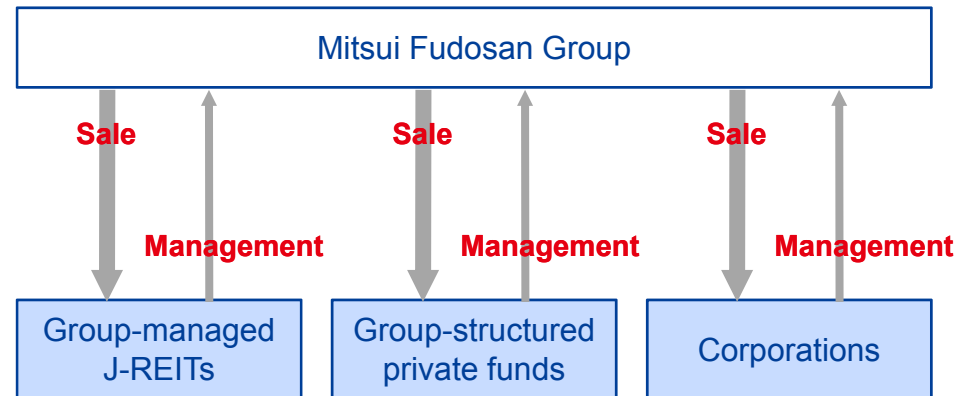 Mitsui Fudosan Group
Sale
Sale
Sale
Management
Management
Management
Group-managed
J-REITs
Group-structured
private funds
Corporations